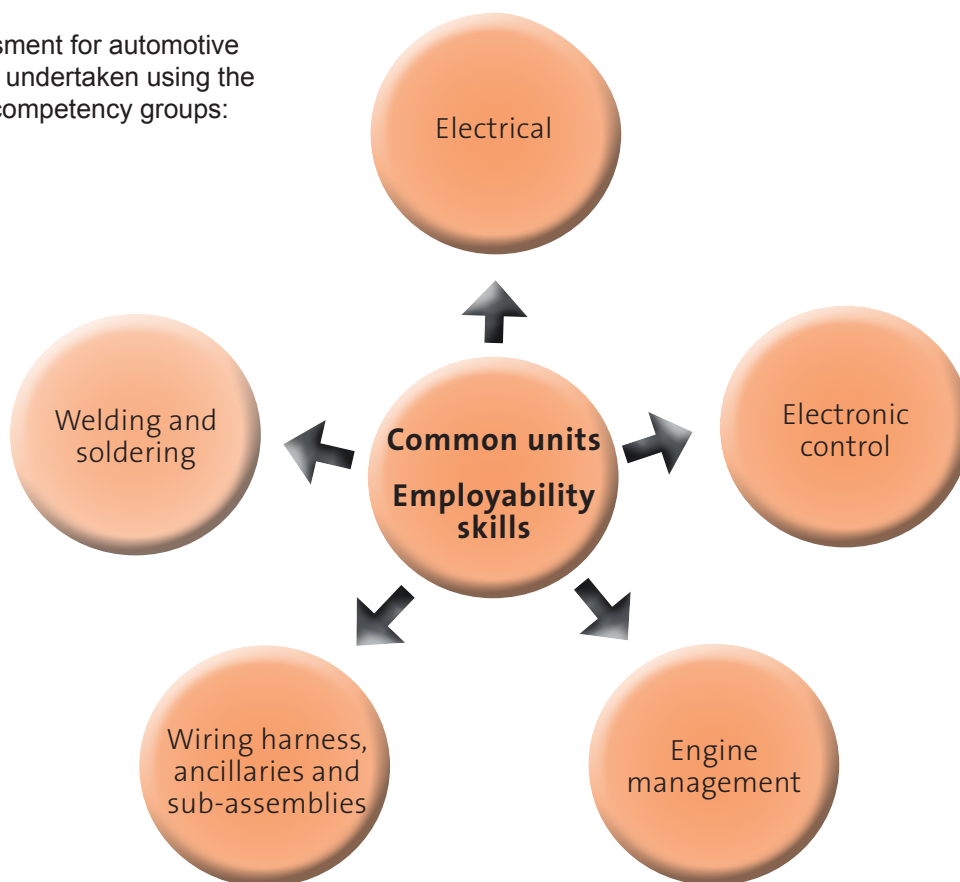 sment for automotive
undertaken using the
competency groups:
Electrical
Welding and
soldering
Common units
Employability
skills
Electronic
control
Wiring harness,
ancillaries and
sub-assemblies
Engine
management